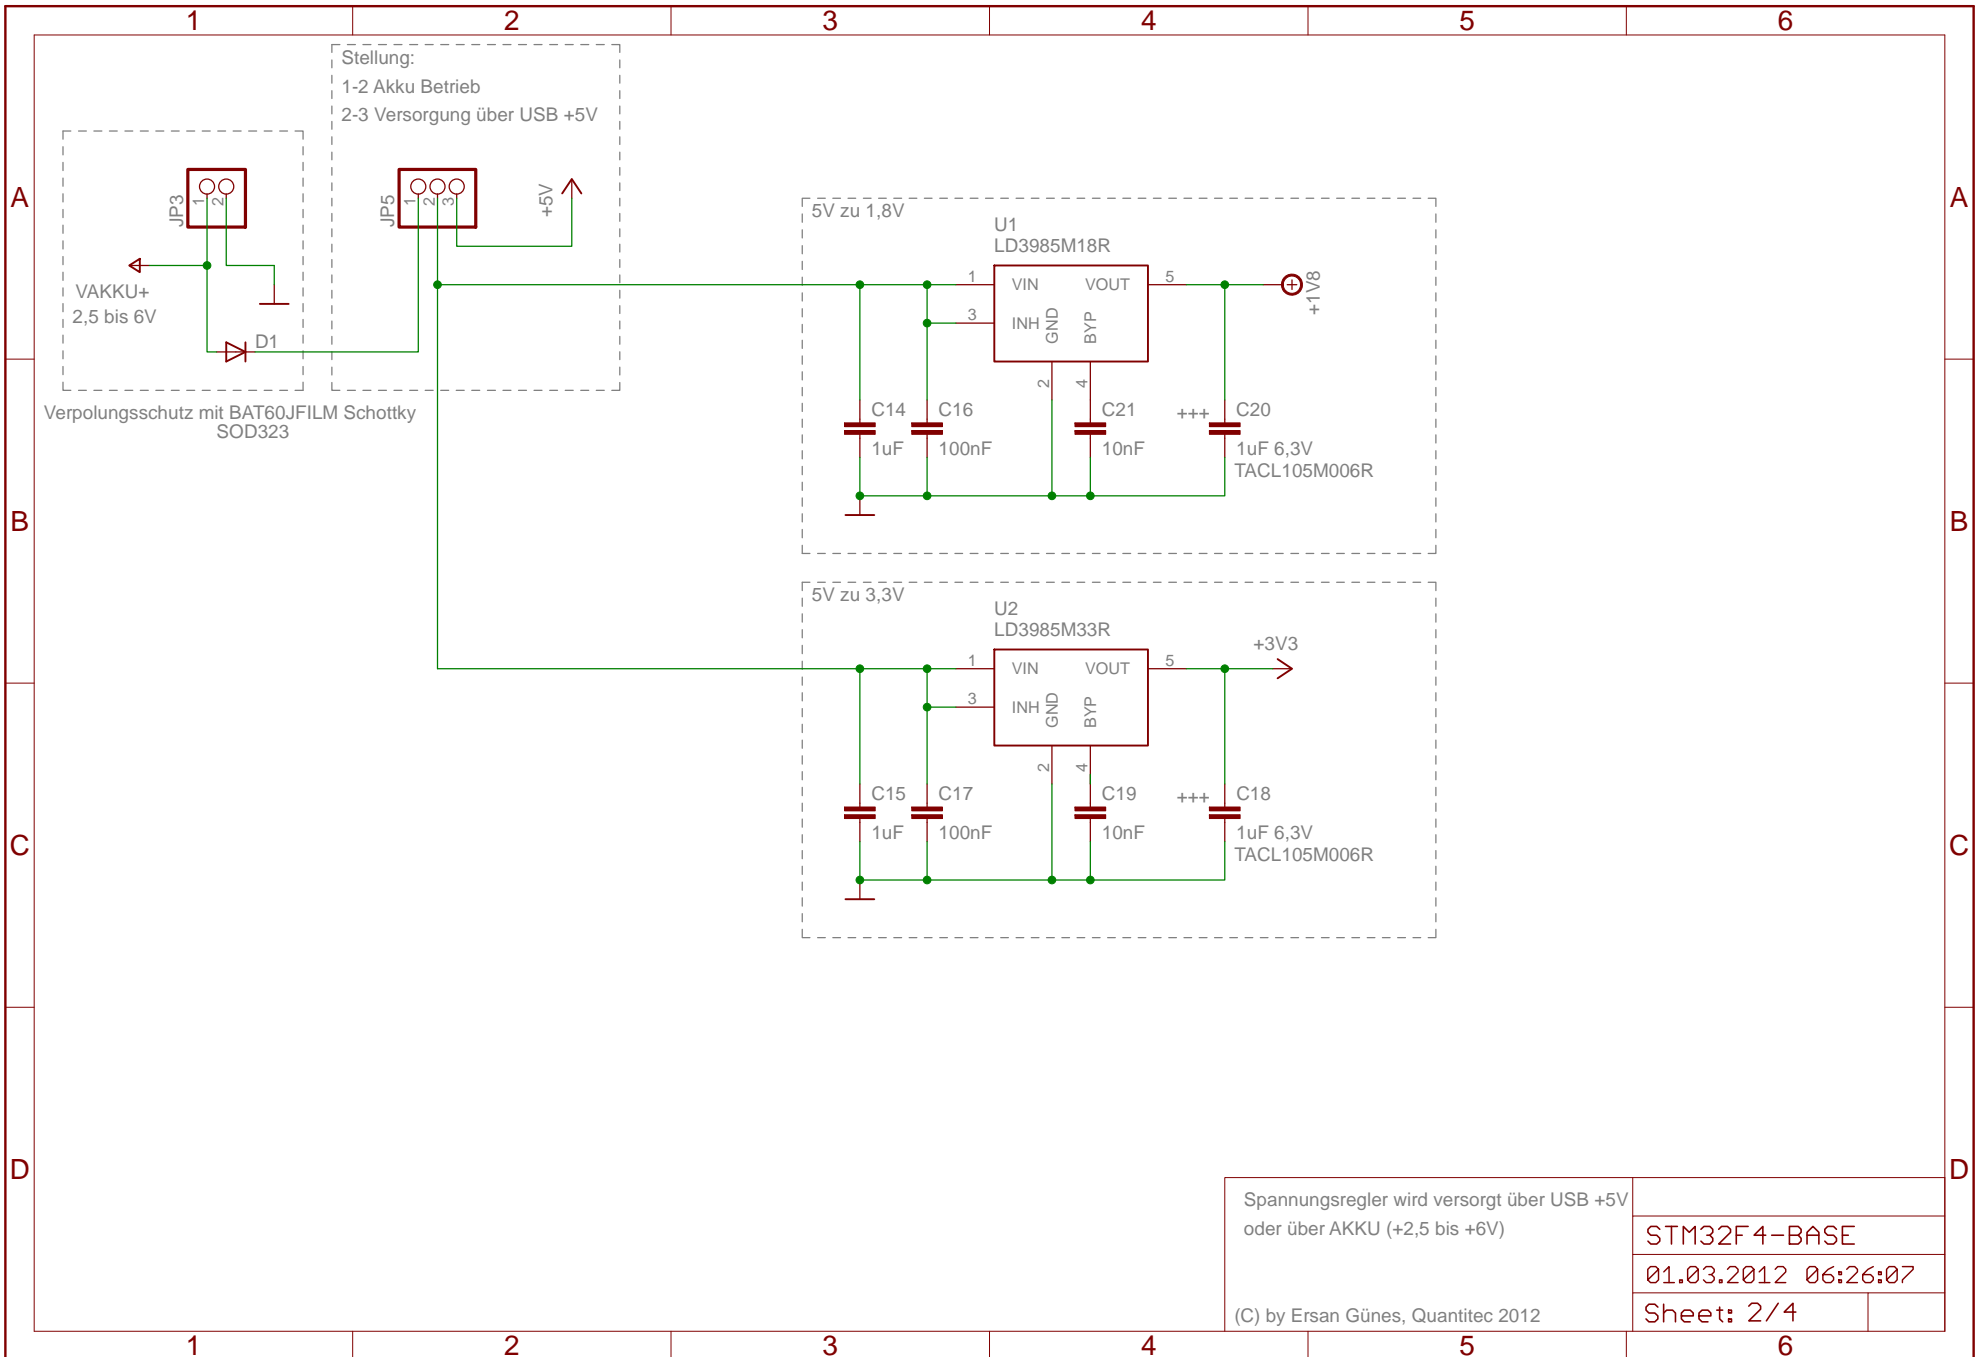 1 2 3 4 5 6
A A
B B
C C
D D
Stellung:
1-2 Akku Betrieb
2-3 Versorgung über USB +5V
JP3
1
2
VAKKU+
2,5 bis 6V
D1
Verpolungsschutz mit BAT60JFILM Schottky
SOD323
JP5
1
2
3
+5V
5V zu 1,8V
U1
LD3985M18R
1 VIN VOUT 5
3 INH GND BYP
2 4
+1V8
C14
1uF
C16
100nF
C21
10nF
+++ C20
1uF 6,3V
TACL105M006R
5V zu 3,3V
U2
LD3985M33R
1 VIN VOUT 5
3 INH GND BYP
2 4
+3V3
C15
1uF
C17
100nF
C19
10nF
+++ C18
1uF 6,3V
TACL105M006R
Spannungsregler wird versorgt über USB +5V
oder über AKKU (+2,5 bis +6V)
(C) by Ersan Günes, Quantitec 2012
STM32F4-BASE
01.03.2012 06:26:07
Sheet: 2/4
1 2 3 4 5 6